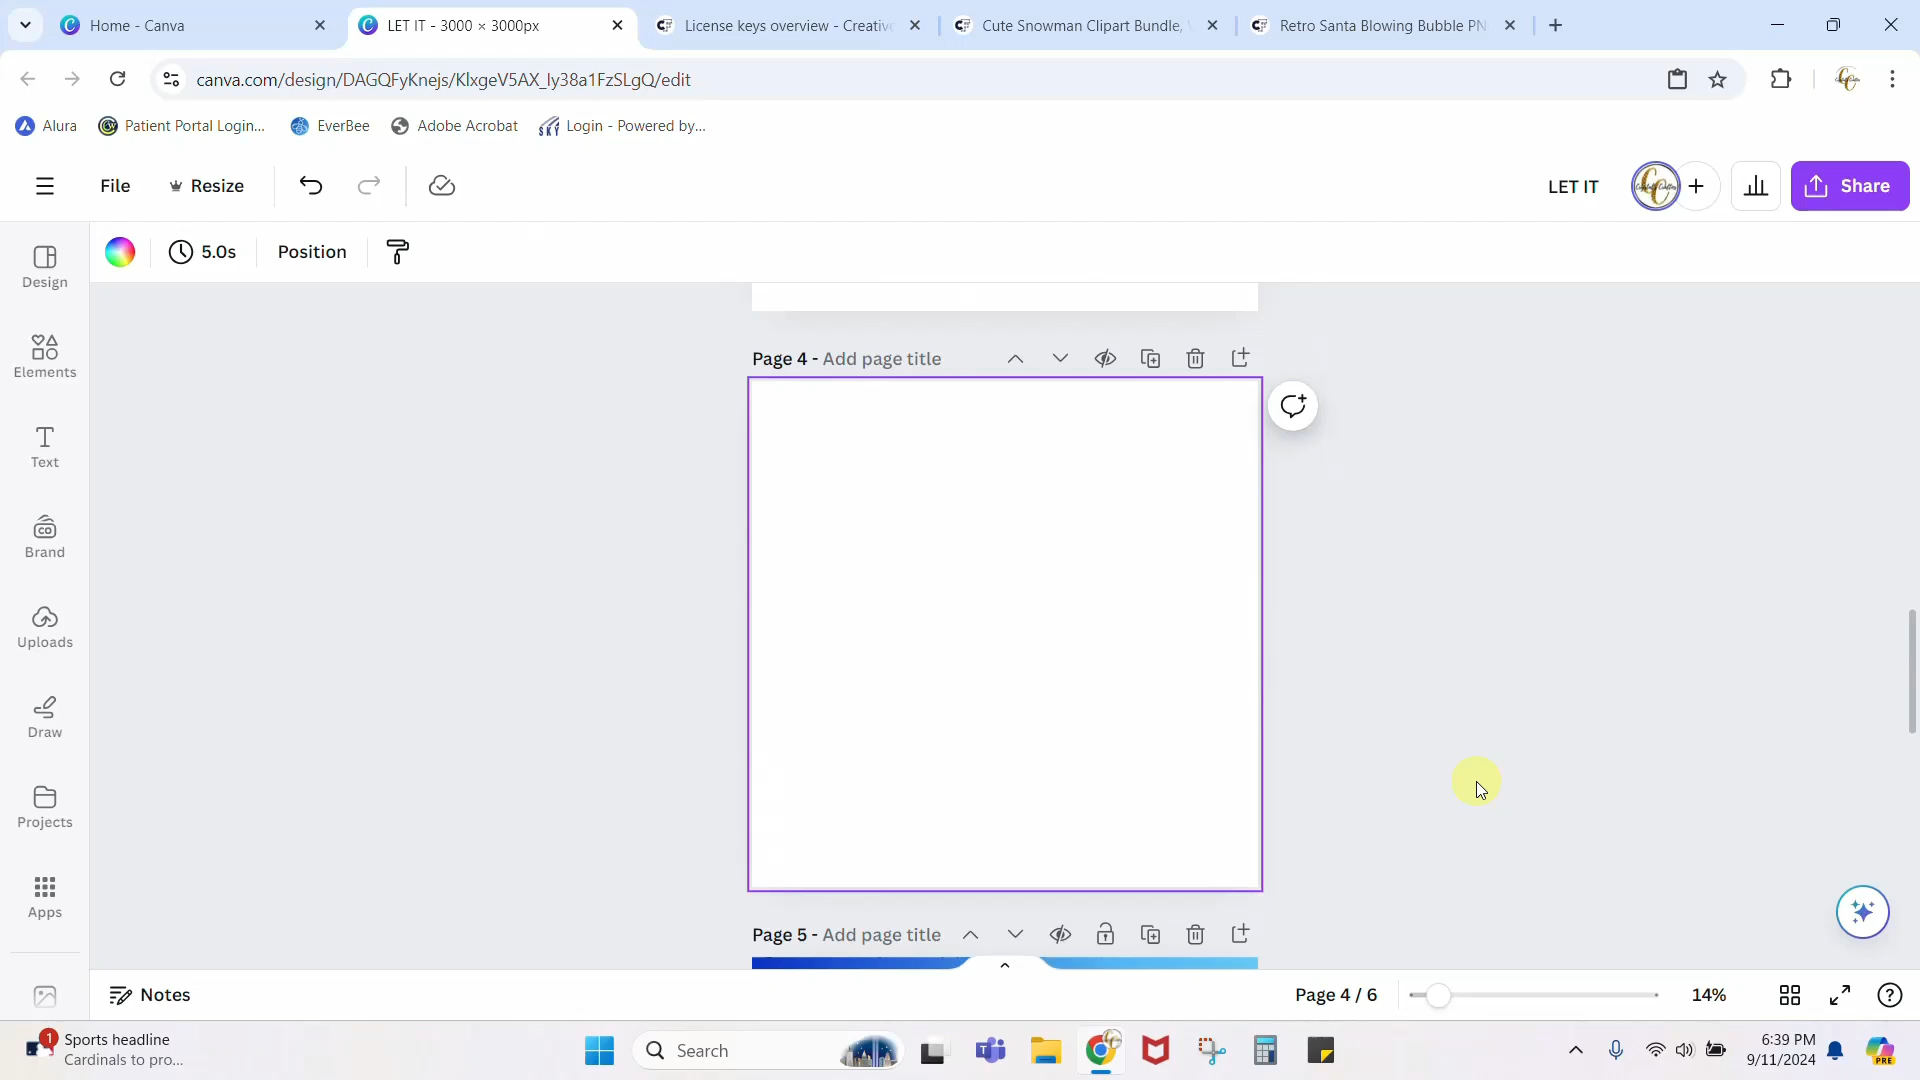 Home - Canva
LET IT - 3000 × 3000px
License keys overview - Creative
Cute Snowman Clipart Bundle,
Retro Santa Blowing Bubble PN
canva.com/design/DAGQFyKnejs/KlxgeV5AX_Iy38a1FzSLgQ/edit
Alura
Patient Portal Login...
EverBee
Adobe Acrobat
Login - Powered by...
File
Resize
LET IT
Share
5.0s
Position
Design
Elements
Text
Brand
Uploads
Draw
Projects
Apps
Page 4 - Add page title
Page 5 - Add page title
Notes
Page 4 / 6
14%
1
Sports headline
Cardinals to pro...
Search
6:39 PM
9/11/2024
PRE